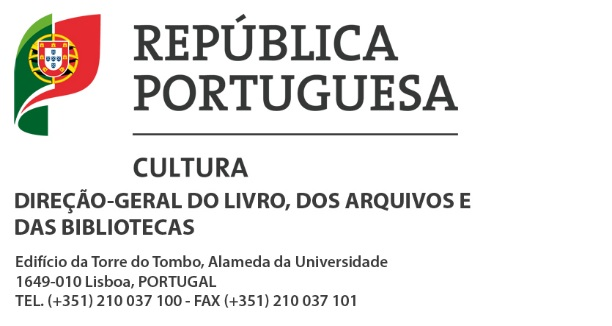 REPÚBLICA
PORTUGUESA
CULTURA
DIREÇÃO-GERAL DO LIVRO, DOS ARQUIVOS E
DAS BIBLIOTECAS
Edifício da Torre do Tombo, Alameda da Universidade
1649-010 Lisboa, PORTUGAL
TEL. (+351) 210 037 100 - FAX (+351) 210 037 101